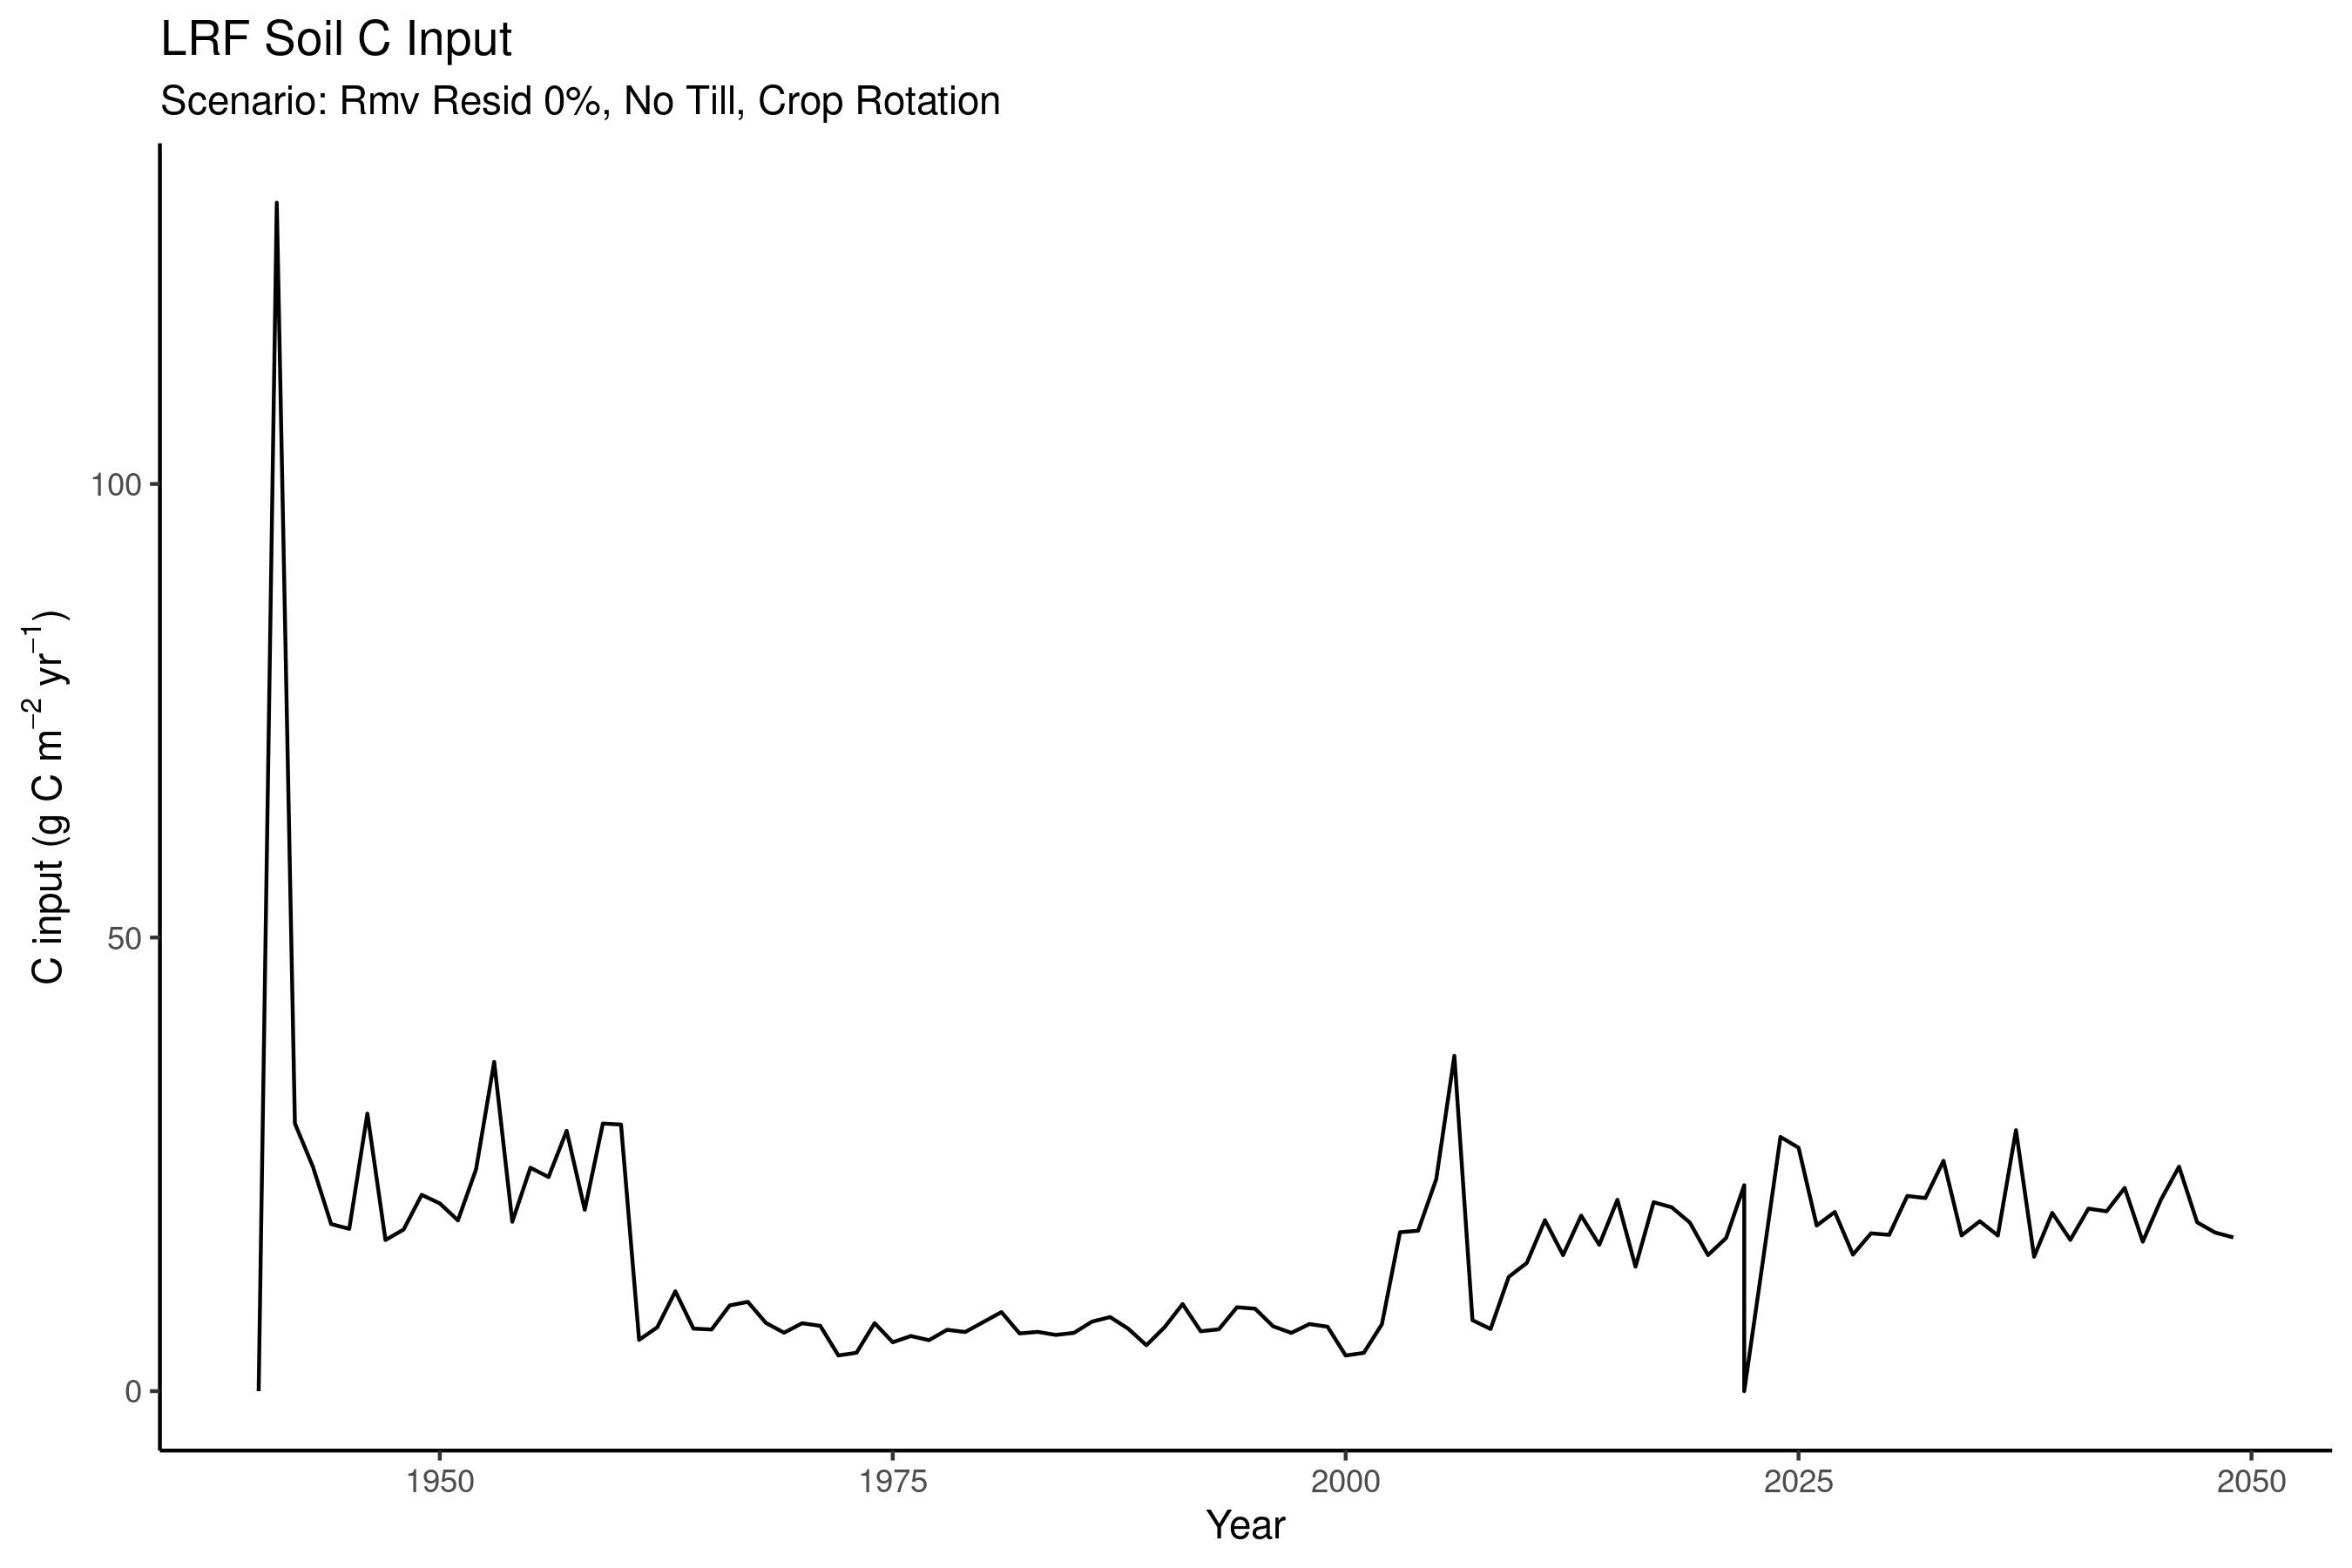 LRF Soil C Input
Scenario: Rmv Resid 0%, No Till, Crop Rotation
C input (g C m⁻² yr⁻¹)
100
50
0
1950 1975 2000 2025 2050
Year